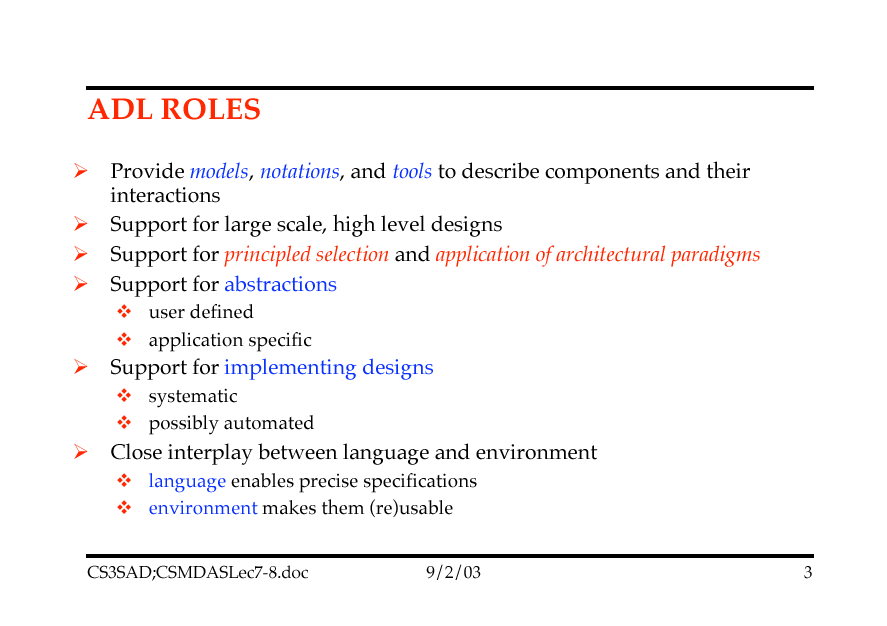 ADL ROLES
Provide models, notations, and tools to describe components and their
interactions
Support for large scale, high level designs
Support for principled selection and application of architectural paradigms
Support for abstractions
user defined
application specific
Support for implementing designs
systematic
possibly automated
Close interplay between language and environment
language enables precise specifications
environment makes them (re)usable
CS3SAD;CSMDASLec7-8.doc 9/2/03 3